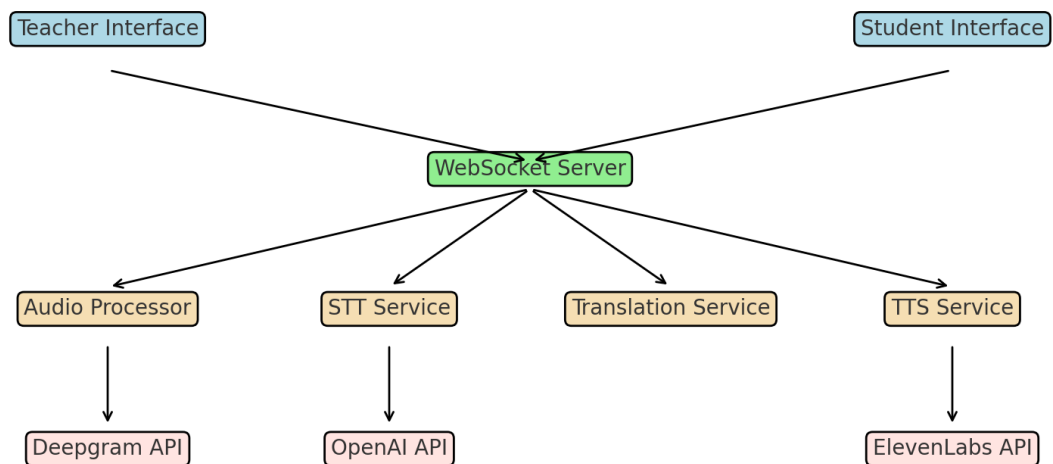 Teacher Interface
Student Interface
WebSocket Server
Audio Processor
STT Service
Translation Service
TTS Service
Deepgram API
OpenAI API
ElevenLabs API